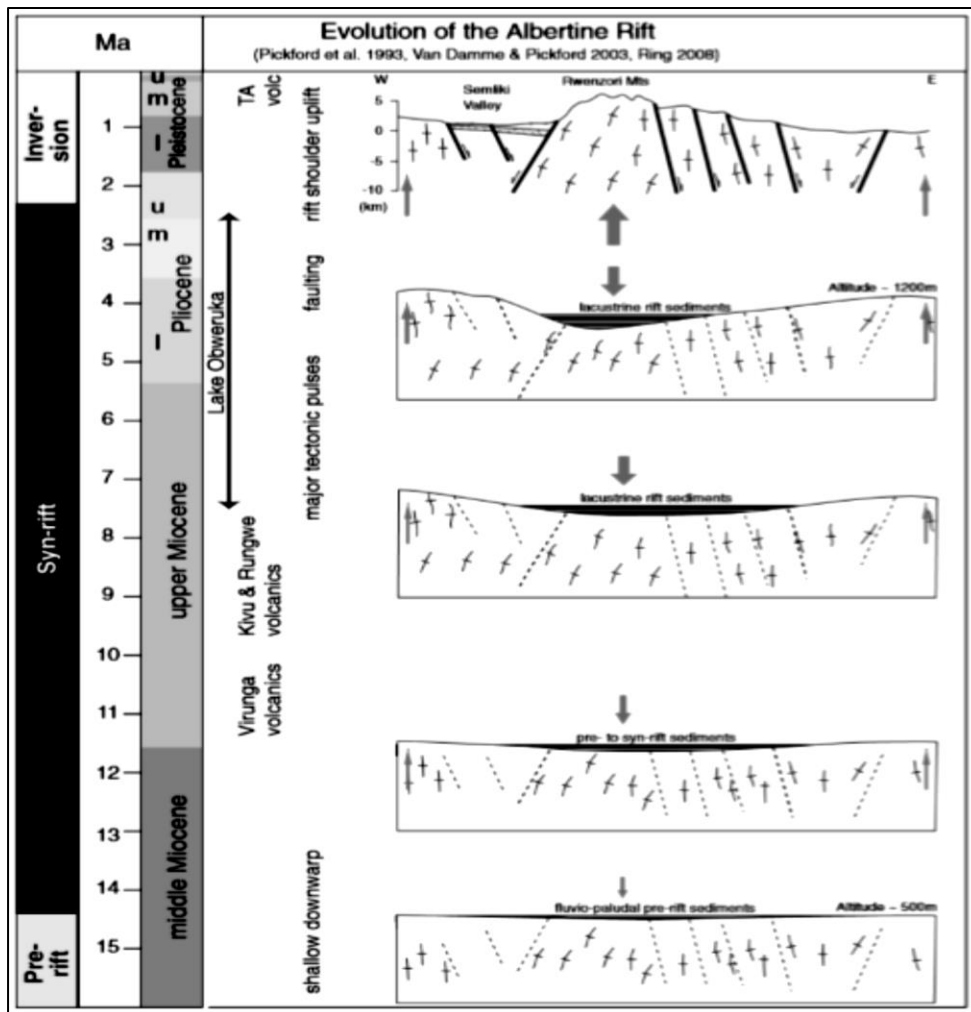 Ma
Evolution of the Albertine Rift
(Pickford et al. 1993, Van Damme & Pickford 2003, Ring 2008)
Inver-
sion
Syn-rift
Pre-
rift
1
2
3
4
5
6
7
8
9
10
11
12
13
14
15
u
m
l
Pleistocene
u
m
l
Pliocene
upper Miocene
middle Miocene
Lake Obweruka
TA
volc
Kivu & Rungwe
volcanics
Virunga
volcanics
rift shoulder uplift
faulting
major tectonic pulses
shallow downwarp
W
E
Semliki
Valley
Rwenzori Mts
5
0
-5
-10
(km)
lacustrine rift sediments
Altitude ~ 1200m
lacustrine rift sediments
pre- to syn-rift sediments
fluvio-paludal pre-rift sediments
Altitude ~ 500m